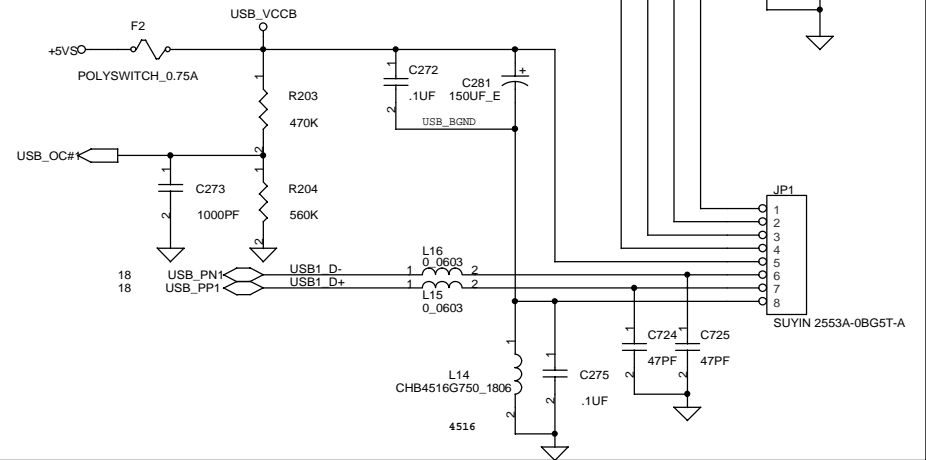 USB_VCCB
F2
+5VS
POLYSWITCH_0.75A
1
R203
470K
2
1
C272
.1UF
2
USB_BGND
C281
+
150UF_E
USB_OC#1
1
C273
1000PF
2
1
R204
560K
2
JP1
1
2
3
4
5
6
7
8
SUYIN 2553A-0BG5T-A
18 USB_PN1 USB1_D- 1 L16 0_0603 2
18 USB_PP1 USB1_D+ 1 L15 0_0603 2
1
C724
47PF
2
1
C725
47PF
2
1
L14
CHB4516G750_1806
2
4516
1
C275
.1UF
2